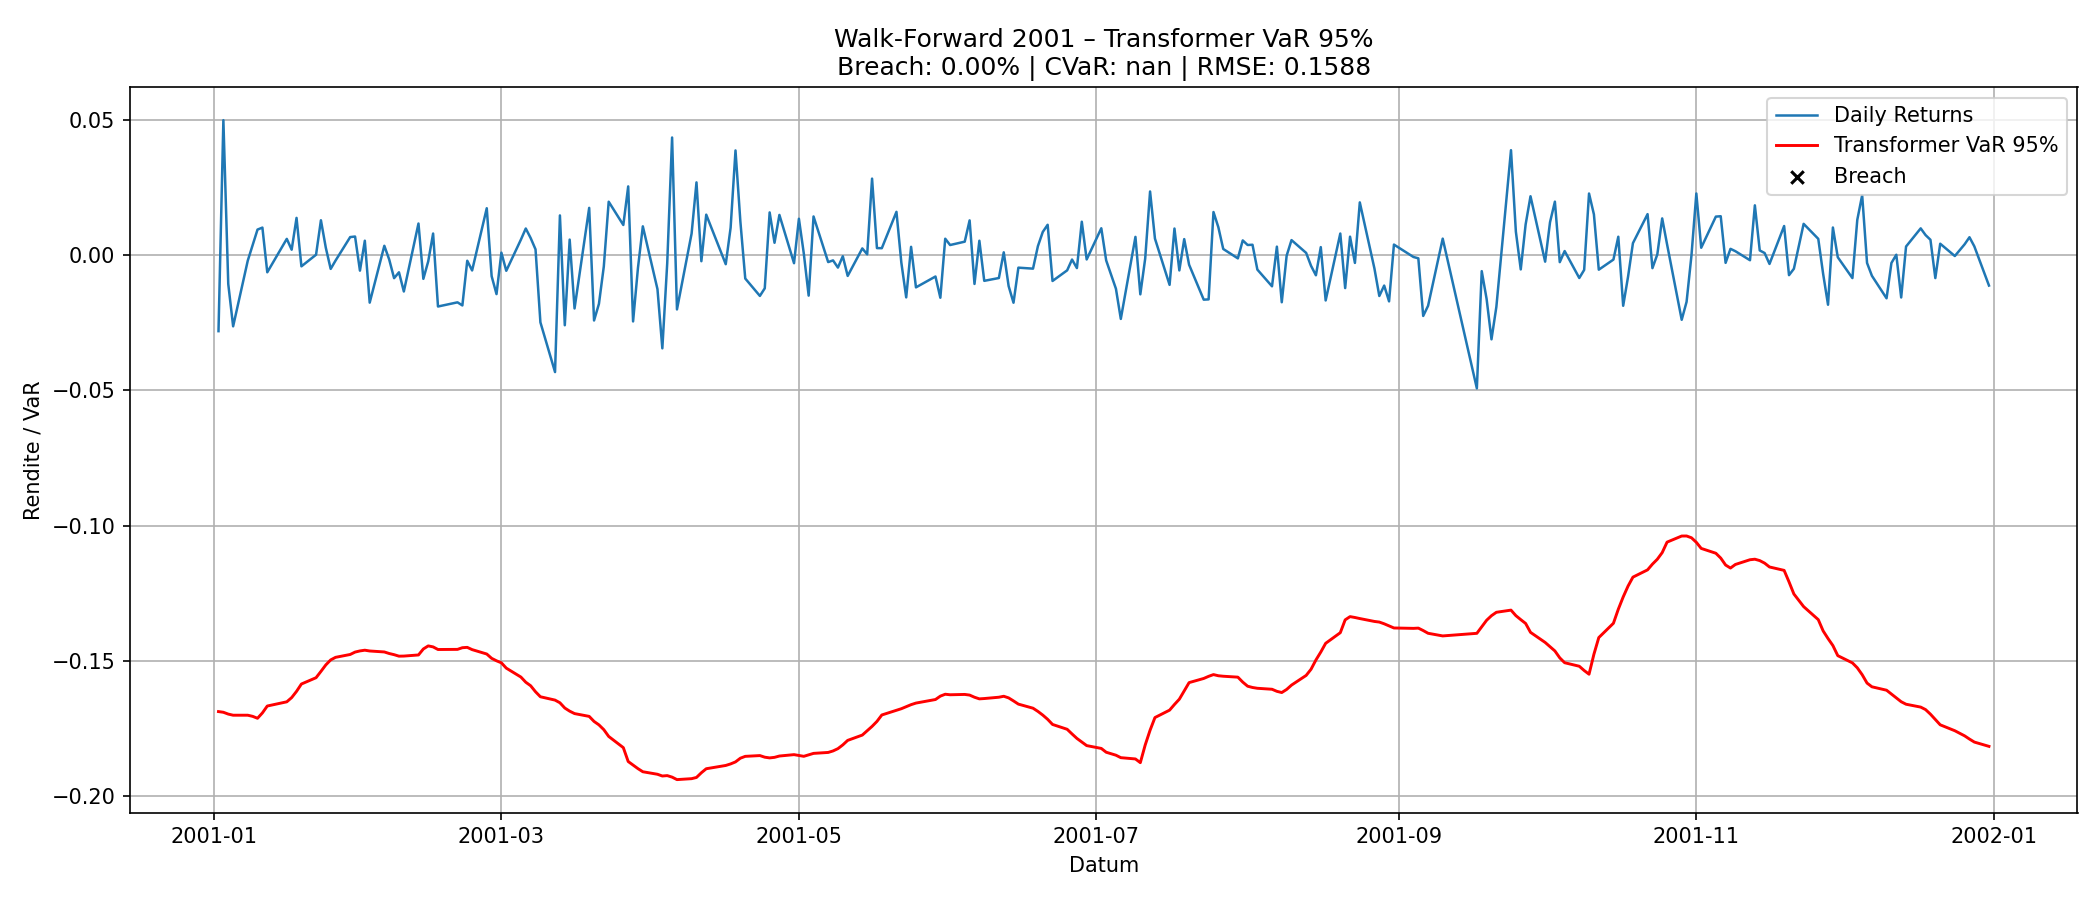 Walk-Forward 2001 – Transformer VaR 95%
Breach: 0.00% | CVaR: nan | RMSE: 0.1588
Daily Returns
Transformer VaR 95%
Breach
Rendite / VaR
0.05
0.00
−0.05
−0.10
−0.15
−0.20
2001-01
2001-03
2001-05
2001-07
2001-09
2001-11
2002-01
Datum